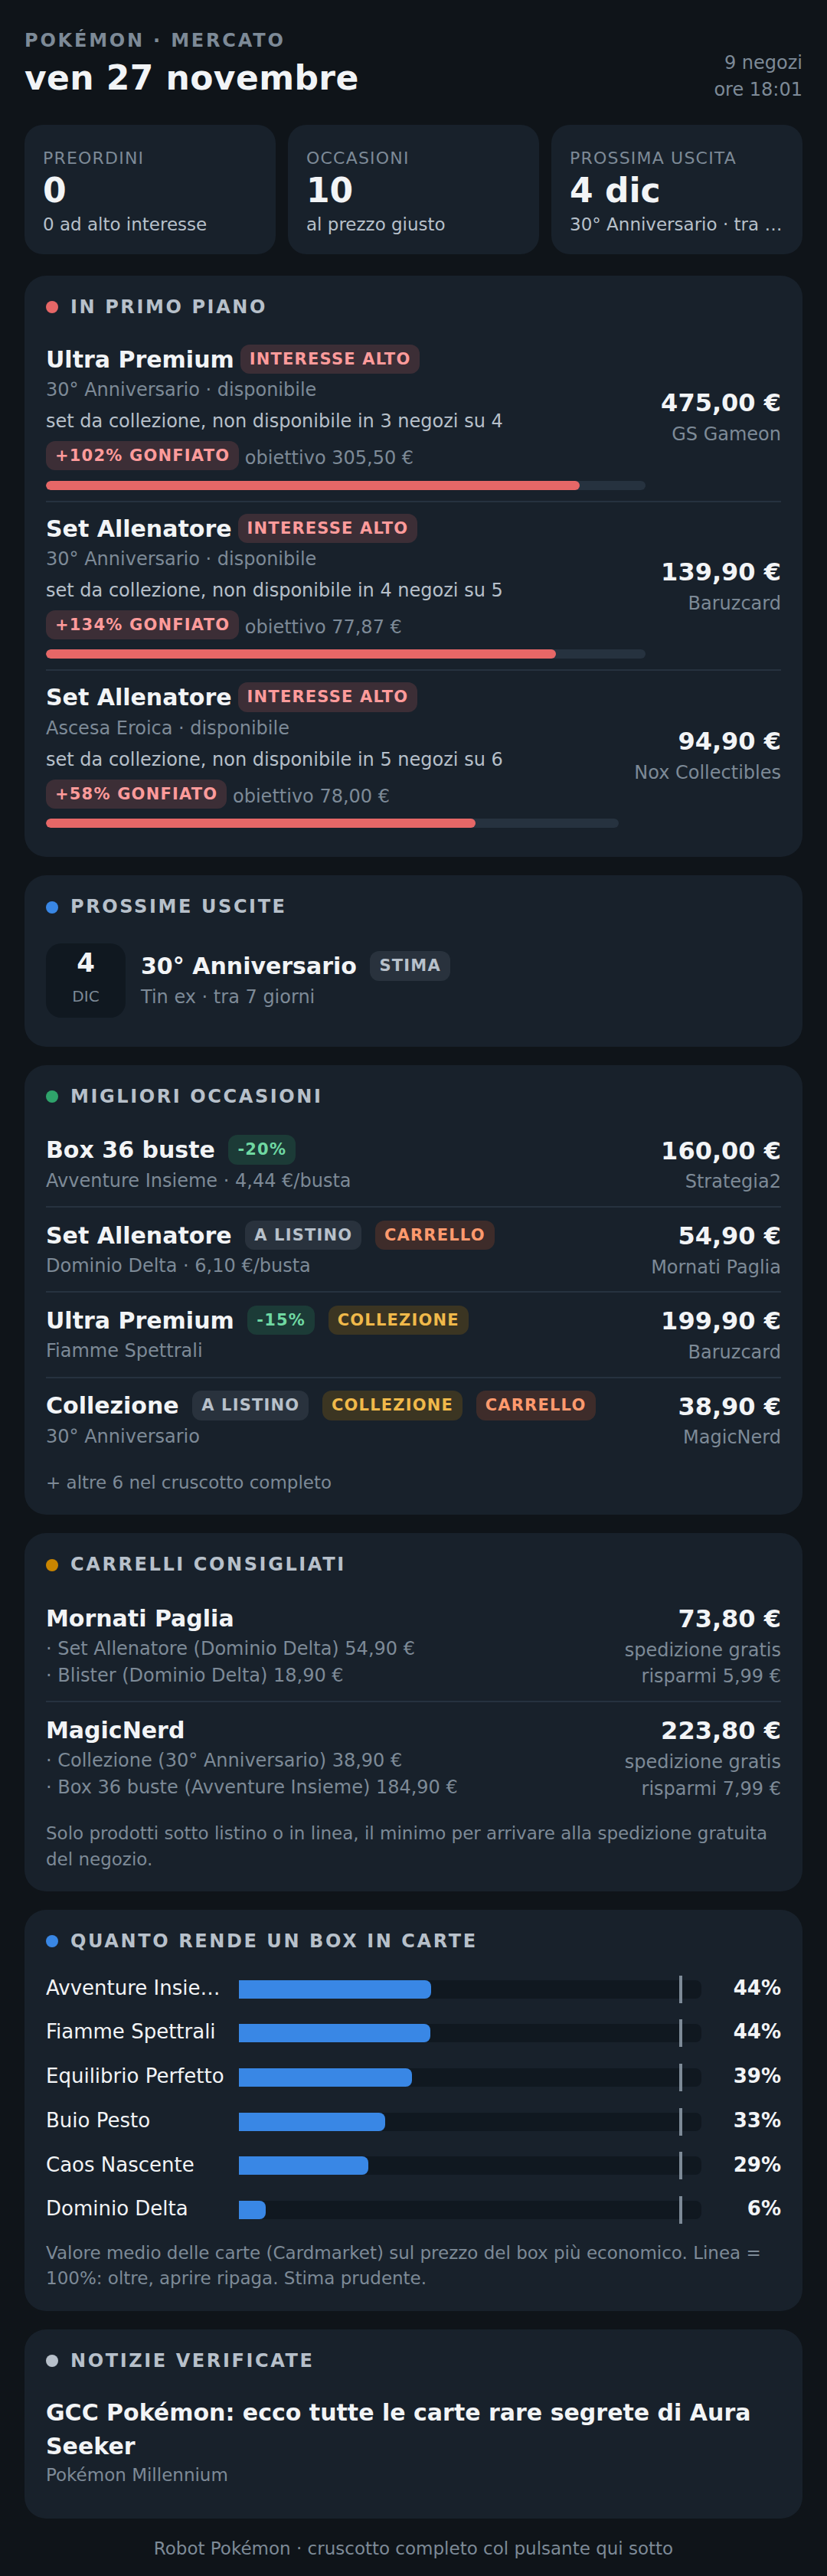 POKÉMON · MERCATO
ven 27 novembre
9 negozi
ore 18:01
PREORDINI
0
0 ad alto interesse
OCCASIONI
10
al prezzo giusto
PROSSIMA USCITA
4 dic
30° Anniversario · tra …
IN PRIMO PIANO
Ultra Premium INTERESSE ALTO
30° Anniversario · disponibile
set da collezione, non disponibile in 3 negozi su 4
+102% GONFIATO obiettivo 305,50 €
475,00 €
GS Gameon
Set Allenatore INTERESSE ALTO
30° Anniversario · disponibile
set da collezione, non disponibile in 4 negozi su 5
+134% GONFIATO obiettivo 77,87 €
139,90 €
Baruzcard
Set Allenatore INTERESSE ALTO
Ascesa Eroica · disponibile
set da collezione, non disponibile in 5 negozi su 6
+58% GONFIATO obiettivo 78,00 €
94,90 €
Nox Collectibles
PROSSIME USCITE
4
DIC
30° Anniversario STIMA
Tin ex · tra 7 giorni
MIGLIORI OCCASIONI
Box 36 buste -20%
Avventure Insieme · 4,44 €/busta
160,00 €
Strategia2
Set Allenatore A LISTINO CARRELLO
Dominio Delta · 6,10 €/busta
54,90 €
Mornati Paglia
Ultra Premium -15% COLLEZIONE
Fiamme Spettrali
199,90 €
Baruzcard
Collezione A LISTINO COLLEZIONE CARRELLO
30° Anniversario
38,90 €
MagicNerd
+ altre 6 nel cruscotto completo
CARRELLI CONSIGLIATI
Mornati Paglia
· Set Allenatore (Dominio Delta) 54,90 €
· Blister (Dominio Delta) 18,90 €
73,80 €
spedizione gratis
risparmi 5,99 €
MagicNerd
· Collezione (30° Anniversario) 38,90 €
· Box 36 buste (Avventure Insieme) 184,90 €
223,80 €
spedizione gratis
risparmi 7,99 €
Solo prodotti sotto listino o in linea, il minimo per arrivare alla spedizione gratuita
del negozio.
QUANTO RENDE UN BOX IN CARTE
Avventure Insie… 44%
Fiamme Spettrali 44%
Equilibrio Perfetto 39%
Buio Pesto 33%
Caos Nascente 29%
Dominio Delta 6%
Valore medio delle carte (Cardmarket) sul prezzo del box più economico. Linea =
100%: oltre, aprire ripaga. Stima prudente.
NOTIZIE VERIFICATE
GCC Pokémon: ecco tutte le carte rare segrete di Aura
Seeker
Pokémon Millennium
Robot Pokémon · cruscotto completo col pulsante qui sotto